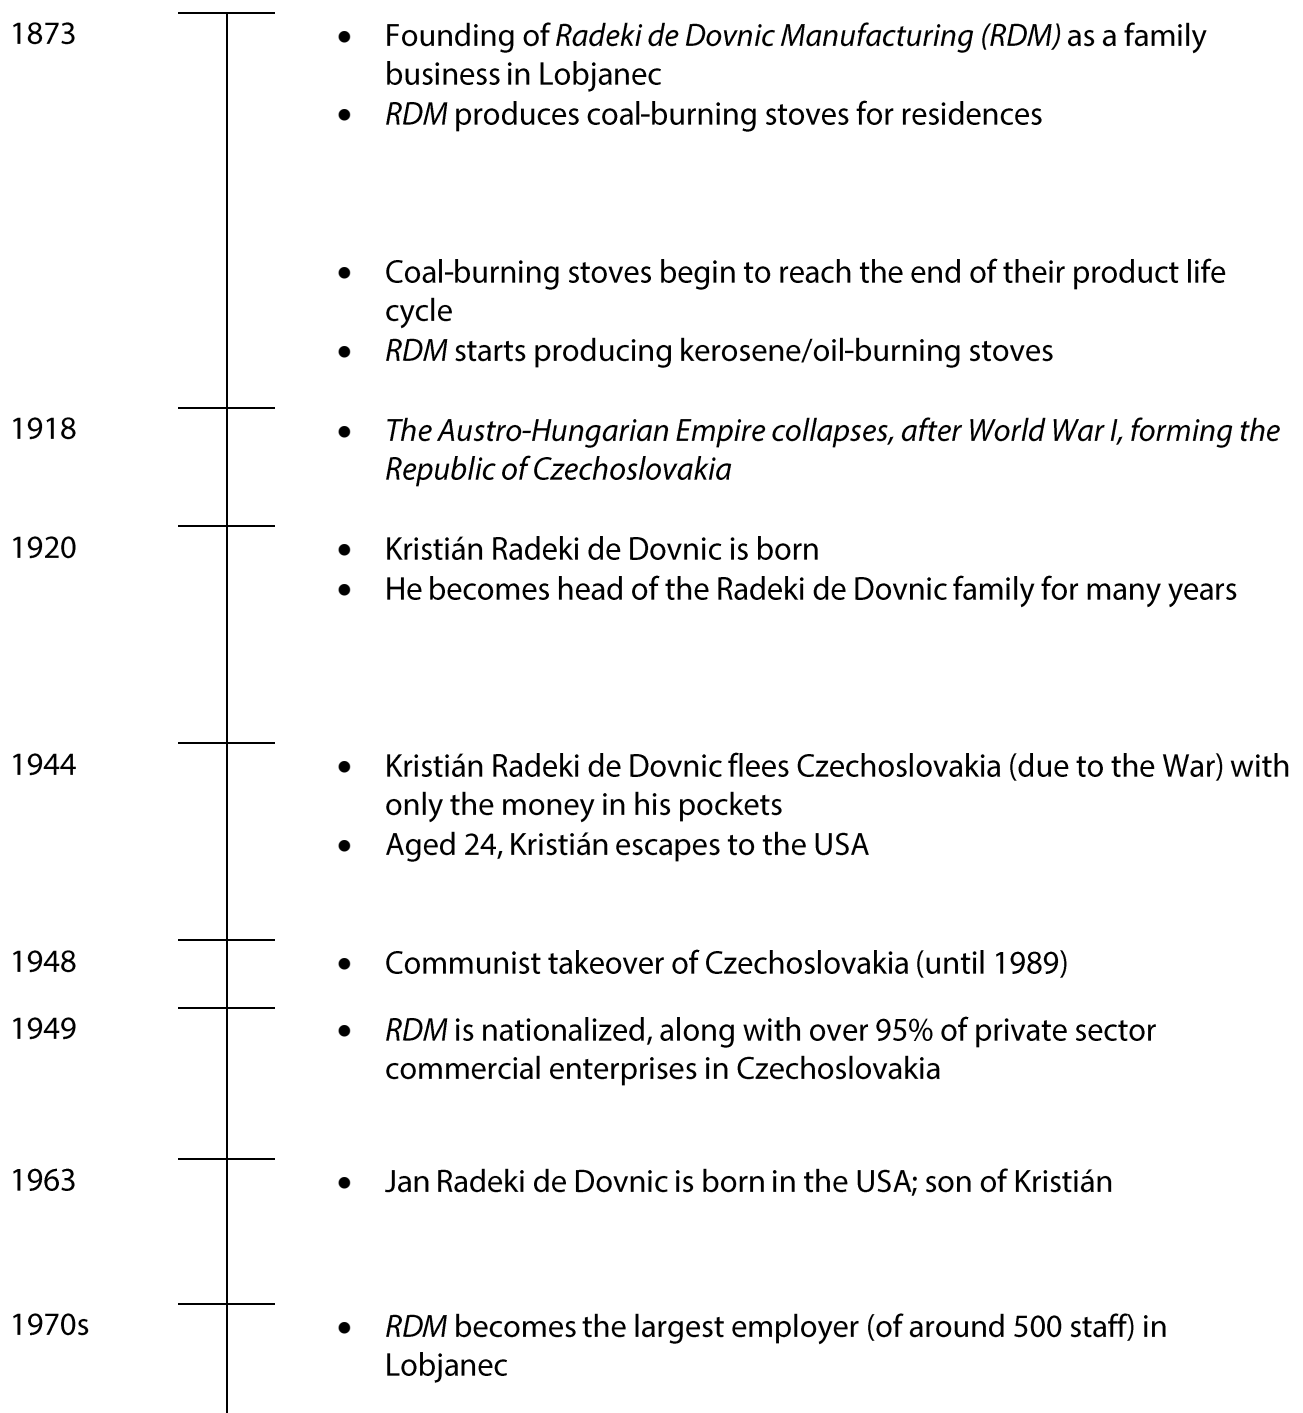 1873
• Founding of Radeki de Dovnic Manufacturing (RDM) as a family
business in Lobjanec
• RDM produces coal-burning stoves for residences
• Coal-burning stoves begin to reach the end of their product life
cycle
• RDM starts producing kerosene/oil-burning stoves
1918
• The Austro-Hungarian Empire collapses, after World War I, forming the
Republic of Czechoslovakia
1920
• Kristián Radeki de Dovnic is born
• He becomes head of the Radeki de Dovnic family for many years
1944
• Kristián Radeki de Dovnic flees Czechoslovakia (due to the War) with
only the money in his pockets
• Aged 24, Kristián escapes to the USA
1948
• Communist takeover of Czechoslovakia (until 1989)
1949
• RDM is nationalized, along with over 95% of private sector
commercial enterprises in Czechoslovakia
1963
• Jan Radeki de Dovnic is born in the USA; son of Kristián
1970s
• RDM becomes the largest employer (of around 500 staff) in
Lobjanec